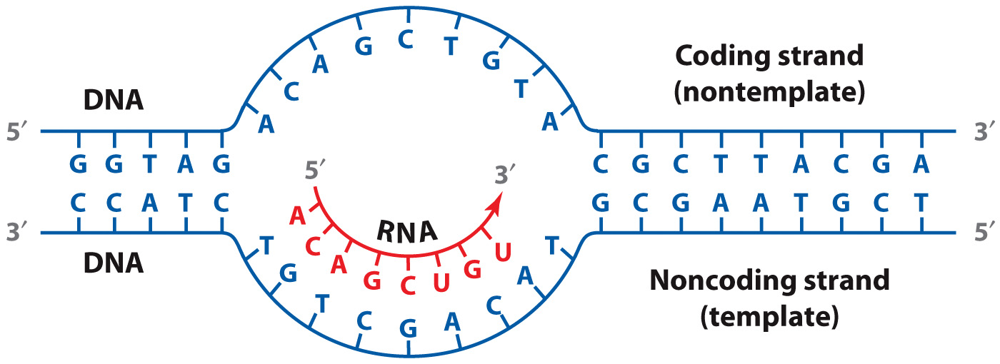 A C A G C T G T A
Coding strand
(nontemplate)
DNA
5′ 3′
G G T A G C G C T T A C G A
5′ 3′
C C A T C G C G A A T G C T
A C A G C U G U
RNA
3′ 5′
T G T C G A C A T
DNA
Noncoding strand
(template)